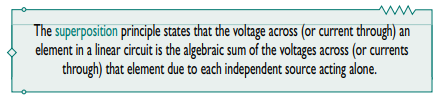 The superposition principle states that the voltage across (or current through) an
element in a linear circuit is the algebraic sum of the voltages across (or currents
through) that element due to each independent source acting alone.